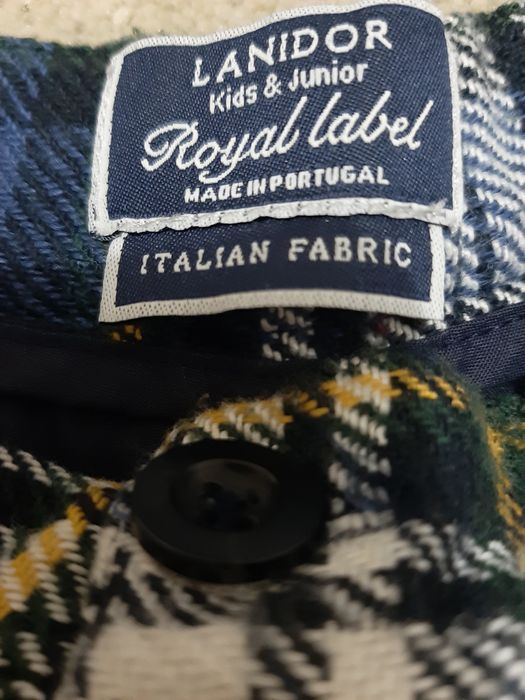 LANIDOR
Kids & Junior
Royal label
MADE IN PORTUGAL
ITALIAN FABRIC